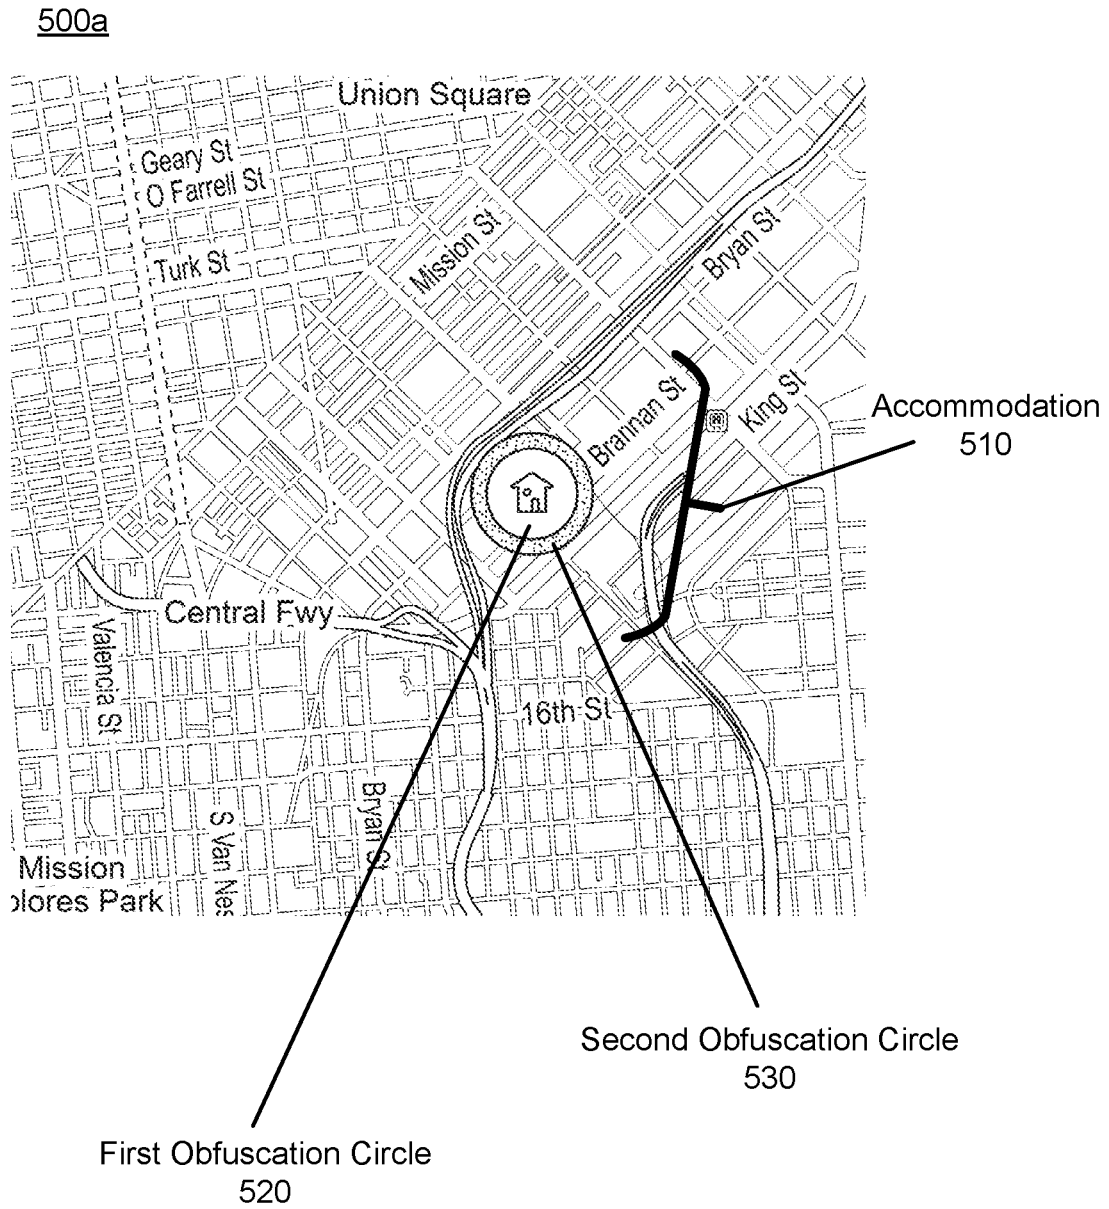 500a
Union Square
Geary St
O Farrell St
Mission St
Bryan St
Turk St
Brannan St
King St
Accommodation
510
Central Fwy
Valencia St
16th St
Bryan St
S Van Nes
Mission
olores Park
Second Obfuscation Circle
530
First Obfuscation Circle
520